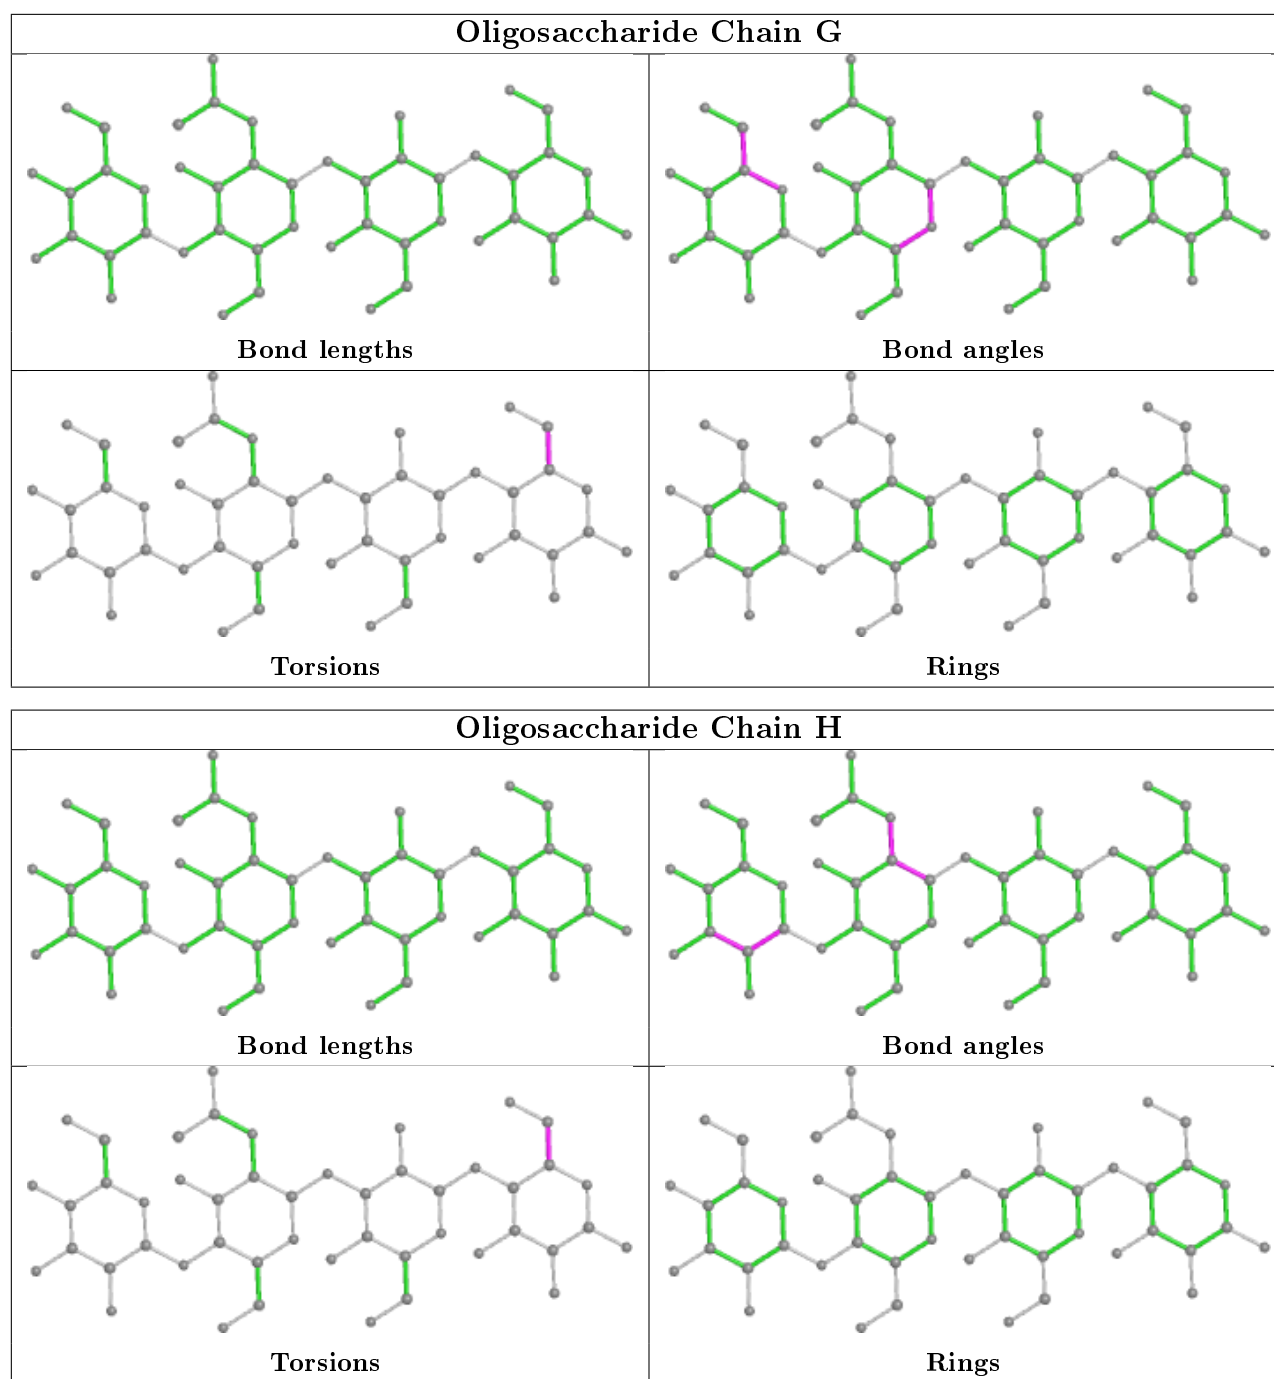 Oligosaccharide Chain G
Bond lengths
Bond angles
Torsions
Rings
Oligosaccharide Chain H
Bond lengths
Bond angles
Torsions
Rings